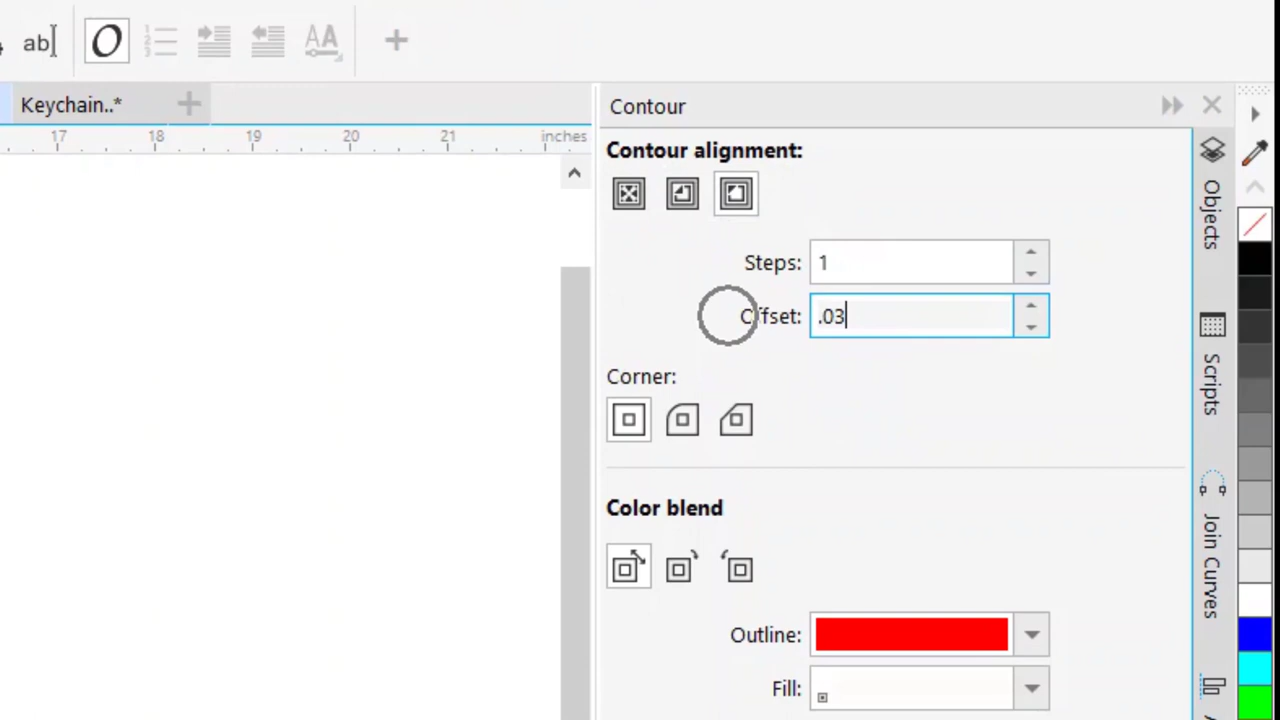 ab
O
AA
Keychain..*
17 18 19 20 21 inches
Contour
Contour alignment:
Steps: 1
Offset: .03
Corner:
Color blend
Outline:
Fill:
Objects
Scripts
Join Curves